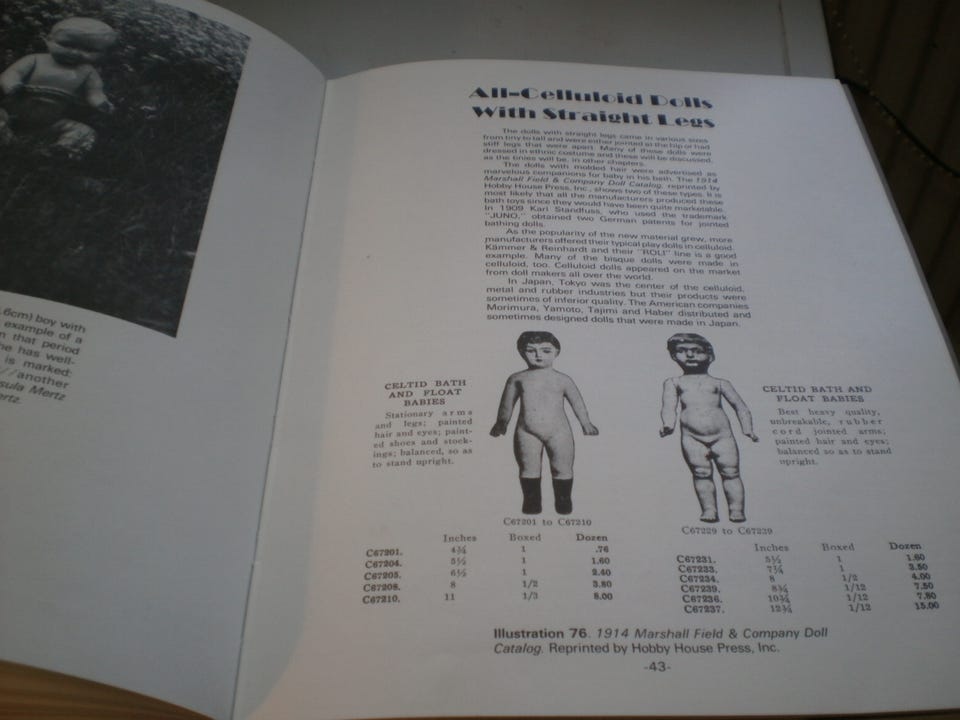 .6cm) boy with
example of a
n that period
he has well-
is marked:
//another
sula Mertz
ertz.
All-Celluloid Dolls
With Straight Legs
The dolls with straight legs came in various sizes
from tiny to tall and were either jointed at the hip or had
stiff legs that were apart. Many of these dolls were
dressed in ethnic costume and these will be discussed,
as the tinies will be, in other chapters.
The dolls with molded hair were advertised as
marvelous companions for baby in his bath. The 1914
Marshall Field & Company Doll Catalog, reprinted by
Hobby House Press, Inc., shows two of these types. It is
most likely that all the manufacturers produced these
bath toys since they would have been quite marketable.
In 1909 Karl Standfuss, who used the trademark
"JUNO," obtained two German patents for jointed
bathing dolls.
As the popularity of the new material grew, more
manufacturers offered their typical play dolls in celluloid.
Kämmer & Reinhardt and their "ROLI" line is a good
example. Many of the bisque dolls were made in
celluloid, too. Celluloid dolls appeared on the market
from doll makers all over the world.
In Japan, Tokyo was the center of the celluloid,
metal and rubber industries but their products were
sometimes of inferior quality. The American companies
Morimura, Yamoto, Tajimi and Haber distributed and
sometimes designed dolls that were made in Japan.
CELTID BATH
AND FLOAT
BABIES
Stationary arms
and legs; painted
hair and eyes; paint-
ed shoes and stock-
ings; balanced, so as
to stand upright.
CELTID BATH AND
FLOAT BABIES
Best heavy quality,
unbreakable, rubber
cord jointed arms;
painted hair and eyes;
balanced so as to stand
upright.
C67201 to C67210
Inches Boxed Dozen
C67201. 4¾ 1 .76
C67204. 5½ 1 1.60
C67205. 6½ 1 2.40
C67208. 8 1/2 3.80
C67210. 11 1/3 8.00
C67229 to C67239
Inches Boxed Dozen
C67231. 5½ 1 1.60
C67233. 7¼ 1 3.50
C67234. 8 1/2 4.00
C67239. 8¾ 1/12 7.50
C67236. 10¾ 1/12 7.80
C67237. 12¾ 1/12 15.00
Illustration 76. 1914 Marshall Field & Company Doll
Catalog. Reprinted by Hobby House Press, Inc.
-43-